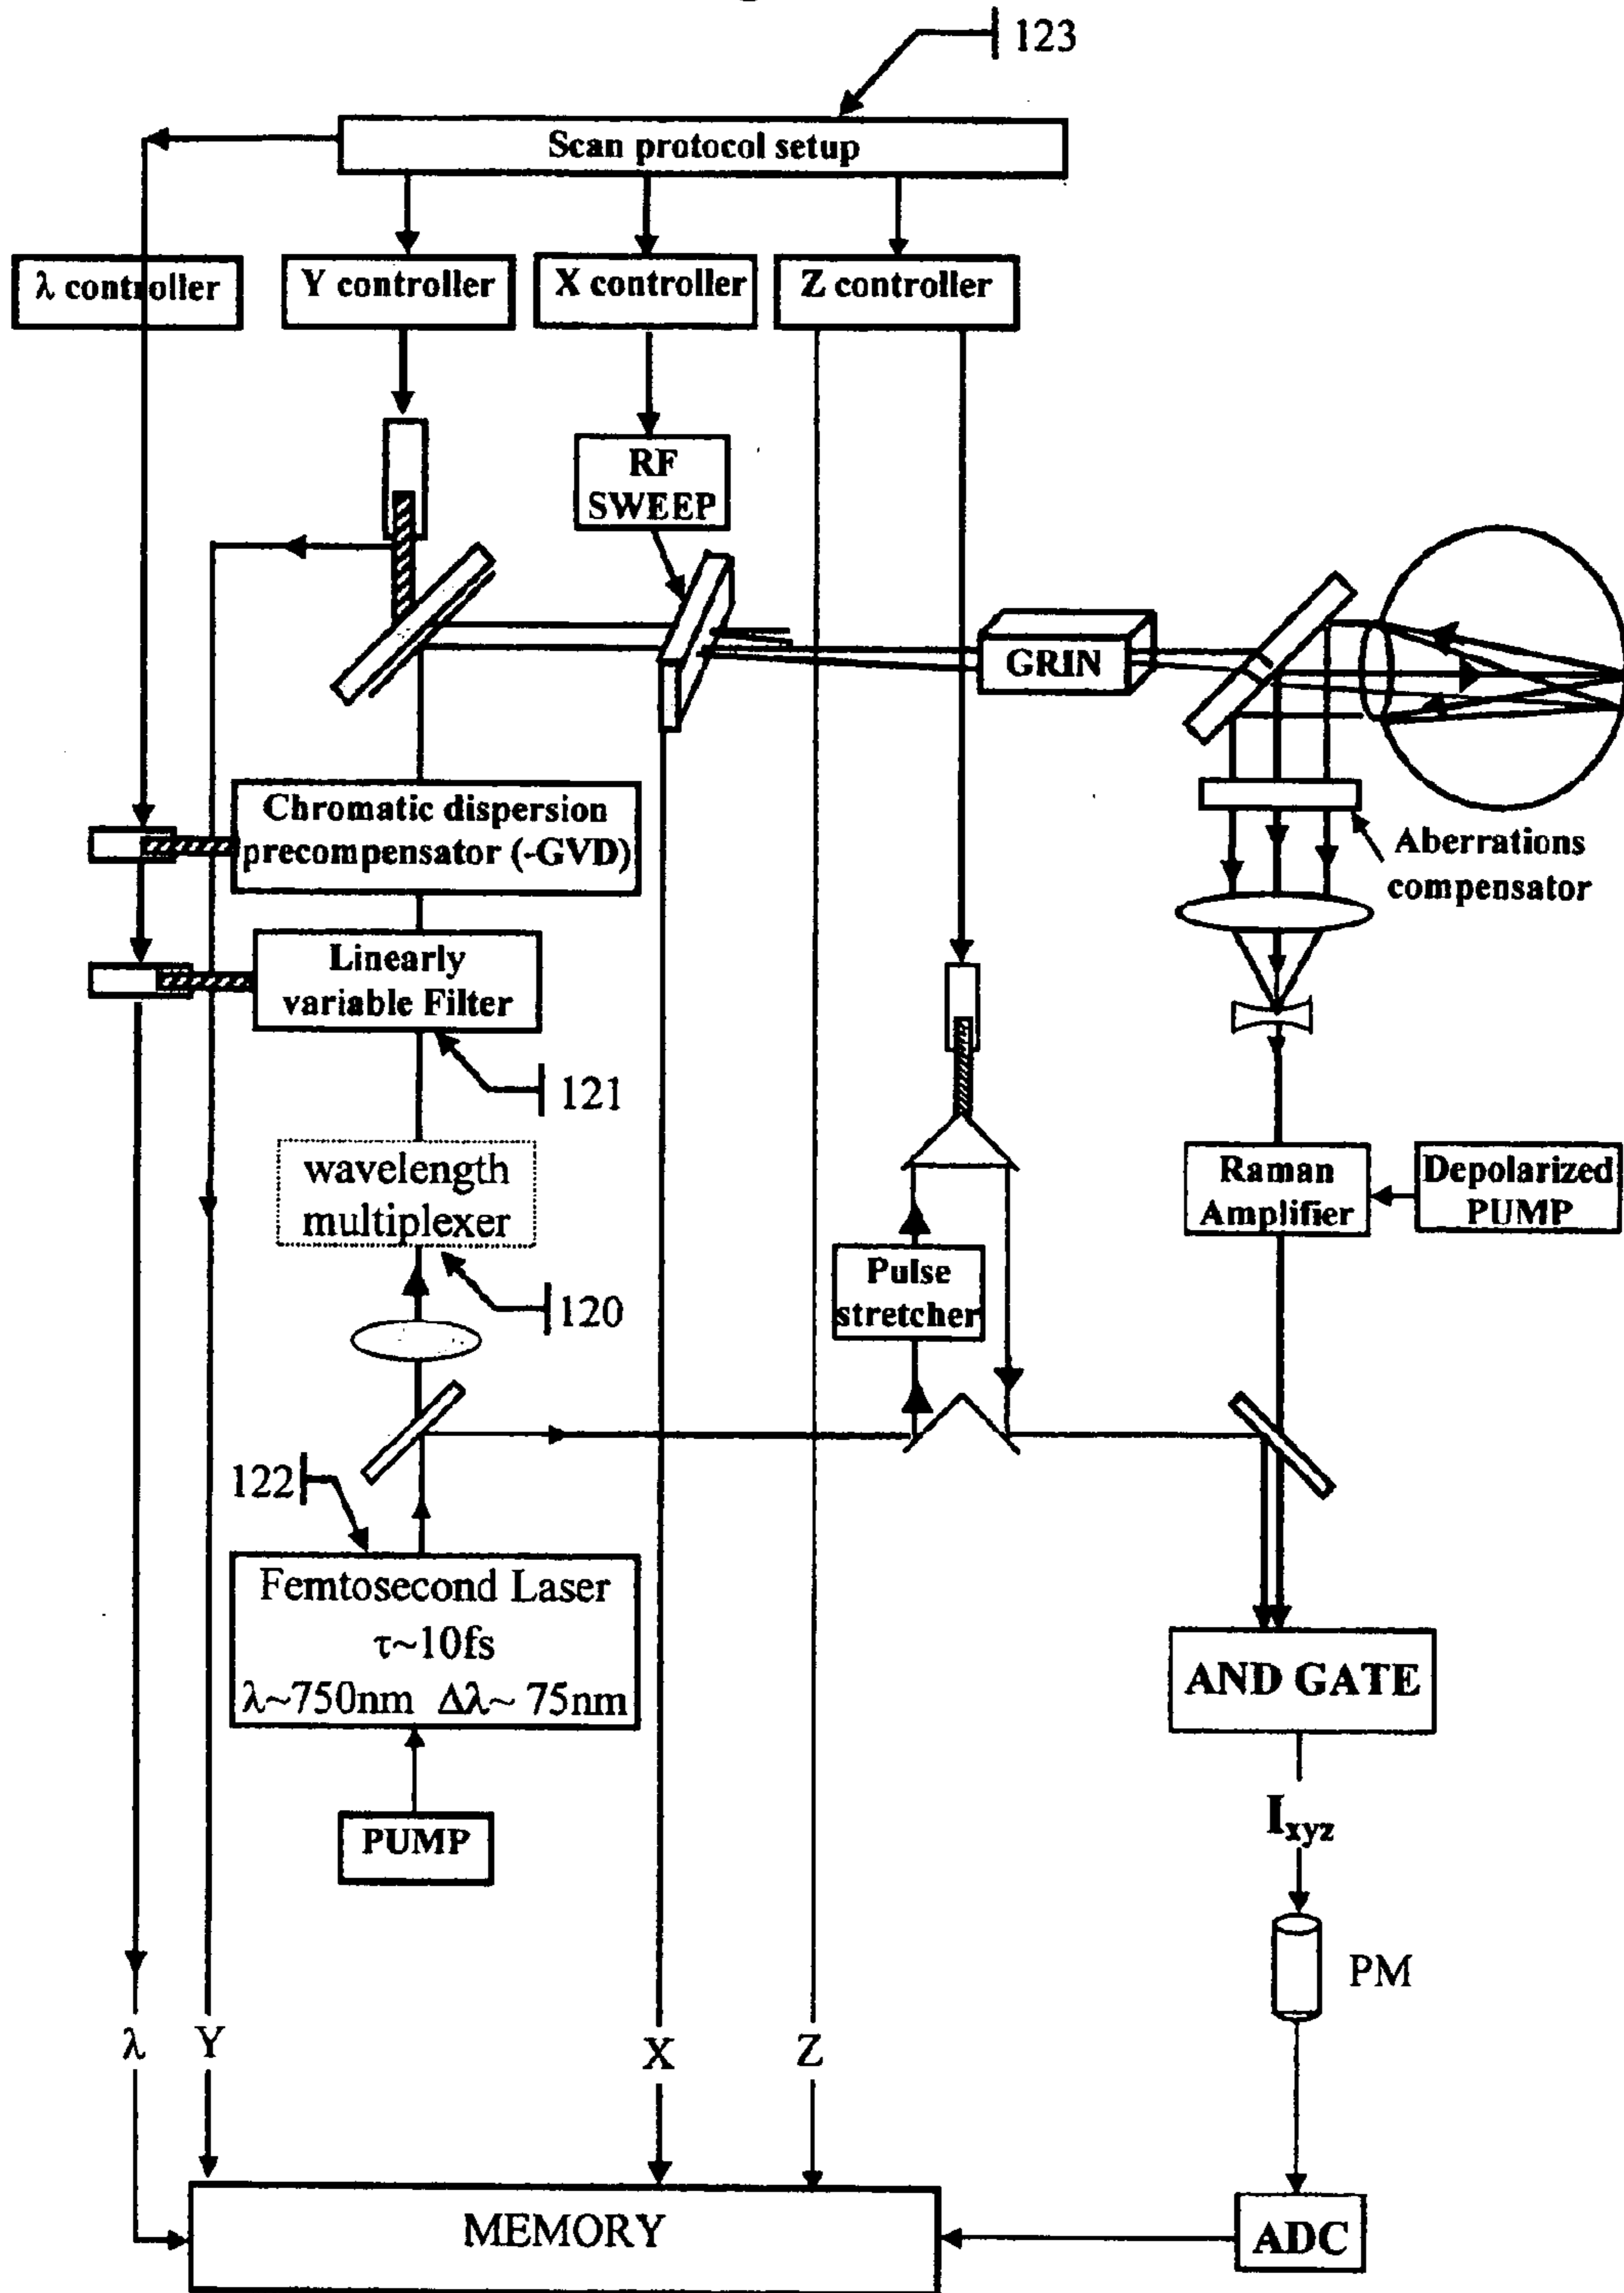 123
Scan protocol setup
λ controller
Y controller
X controller
Z controller
RF
SWEEP
GRIN
Chromatic dispersion
precompensator (-GVD)
Aberrations
compensator
Linearly
variable Filter
121
wavelength
multiplexer
120
Raman
Amplifier
Depolarized
PUMP
Pulse
stretcher
122
Femtosecond Laser
τ~10fs
λ~750nm Δλ~ 75nm
AND GATE
PUMP
Ixyz
PM
λ
Y
X
Z
MEMORY
ADC